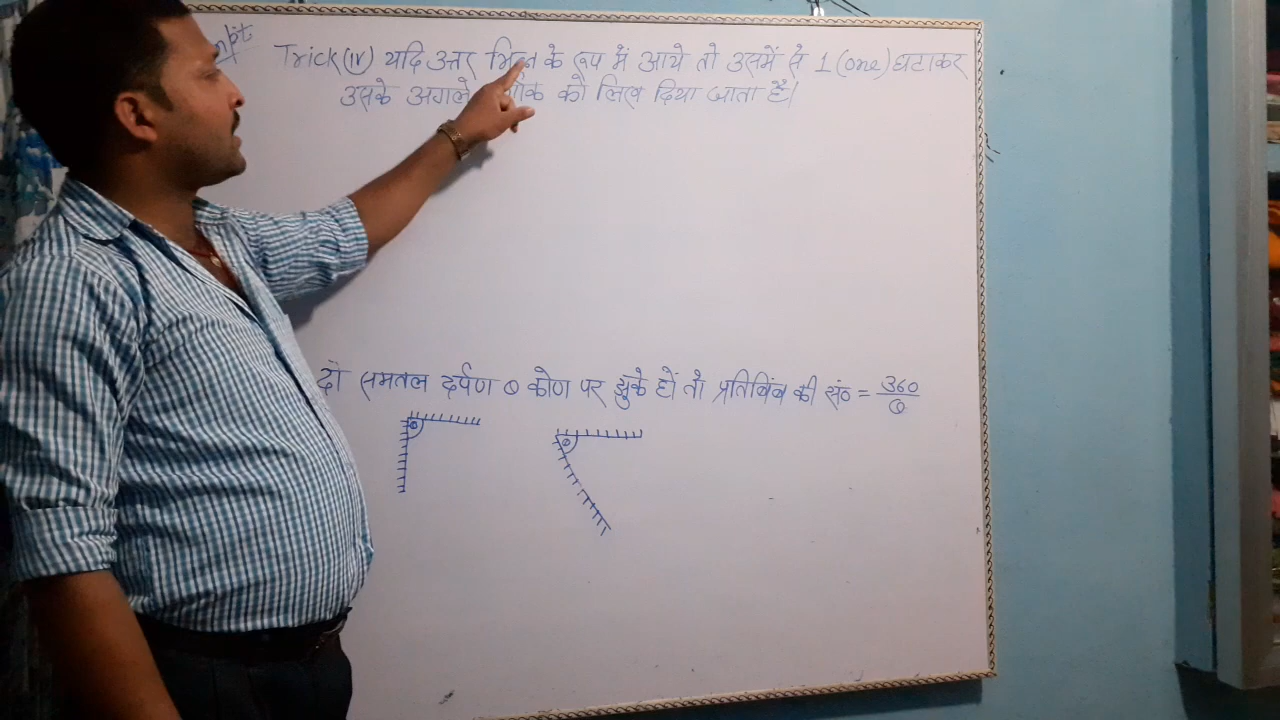 Trick (IV) यदि उत्तर भिन्न के रूप में आये तो उसमें से 1 (one) घटाकर
उसके अगले को लिख दिया जाता है।
दो समतल दर्पण θ कोण पर झुके हों तो प्रतिबिंब की सं० = 360/θ
θ θ